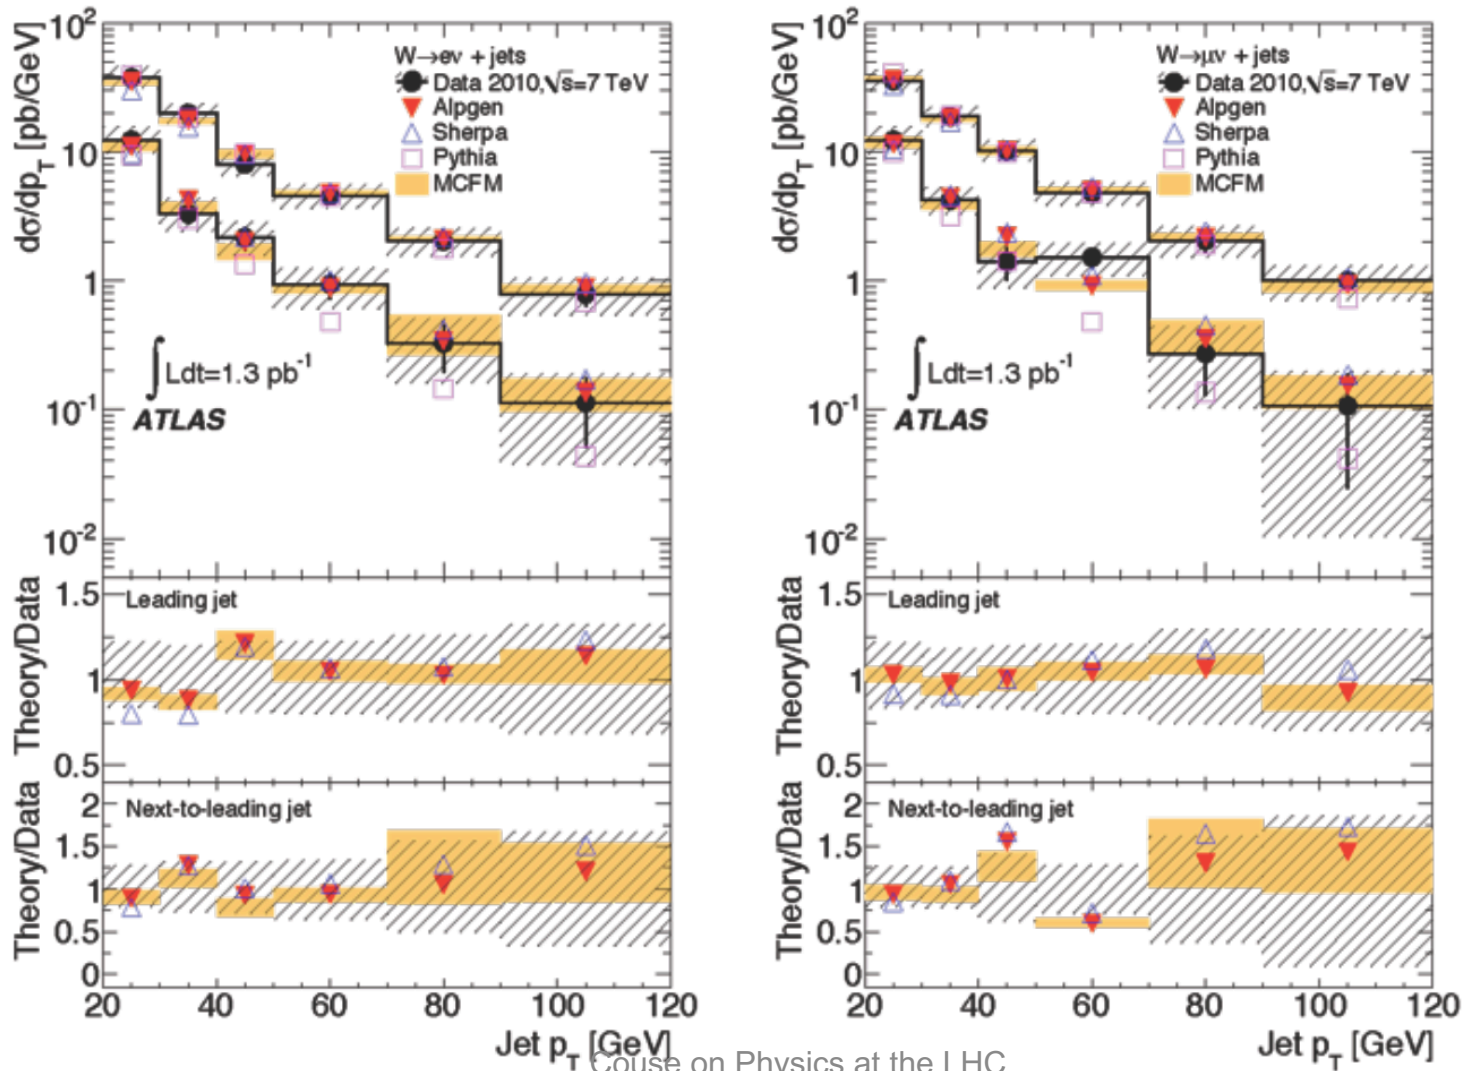 dσ/dp_T [pb/GeV]
10²
10
1
10⁻¹
10⁻²
W→eν + jets
Data 2010,√s=7 TeV
Alpgen
Sherpa
Pythia
MCFM
∫Ldt=1.3 pb⁻¹
ATLAS
Theory/Data
1.5
1
0.5
Leading jet
Theory/Data
2
1.5
1
0.5
0
Next-to-leading jet
20 40 60 80 100 120
Jet p_T [GeV]
dσ/dp_T [pb/GeV]
10²
10
1
10⁻¹
10⁻²
W→μν + jets
Data 2010,√s=7 TeV
Alpgen
Sherpa
Pythia
MCFM
∫Ldt=1.3 pb⁻¹
ATLAS
Theory/Data
1.5
1
0.5
Leading jet
Theory/Data
2
1.5
1
0.5
0
Next-to-leading jet
20 40 60 80 100 120
Jet p_T [GeV]
Couse on Physics at the LHC